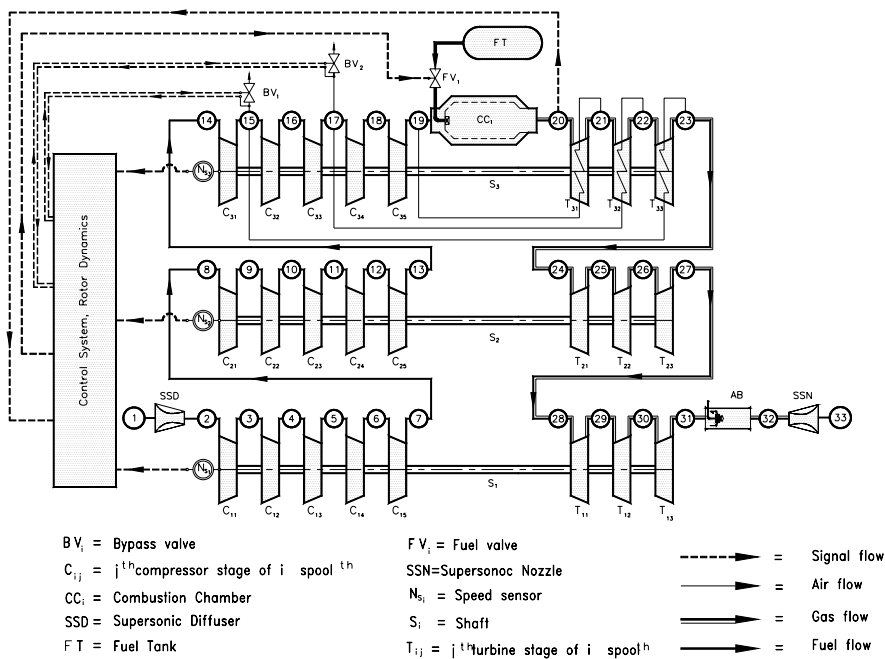 FT
BV₂
FV₁
BV₁
CC₁
14 15 16 17 18 19 20 21 22 23
Nₛ₃
S₃
C₃₁ C₃₂ C₃₃ C₃₄ C₃₅ T₃₁ T₃₂ T₃₃
Control System, Rotor Dynamics
8 9 10 11 12 13 24 25 26 27
Nₛ₂
S₂
C₂₁ C₂₂ C₂₃ C₂₄ C₂₅ T₂₁ T₂₂ T₂₃
SSD AB SSN
1 2 3 4 5 6 7 28 29 30 31 32 33
Nₛ₁
S₁
C₁₁ C₁₂ C₁₃ C₁₄ C₁₅ T₁₁ T₁₂ T₁₃
BVᵢ = Bypass valve
Cᵢⱼ = jᵗʰcompressor stage of i spool ᵗʰ
CCᵢ = Combustion Chamber
SSD= Supersonic Diffuser
FT = Fuel Tank
FVᵢ = Fuel valve
SSN=Supersonoc Nozzle
Nₛᵢ = Speed sensor
Sᵢ = Shaft
Tᵢⱼ = jᵗʰturbine stage of i spoolᵗʰ
= Signal flow
= Air flow
= Gas flow
= Fuel flow